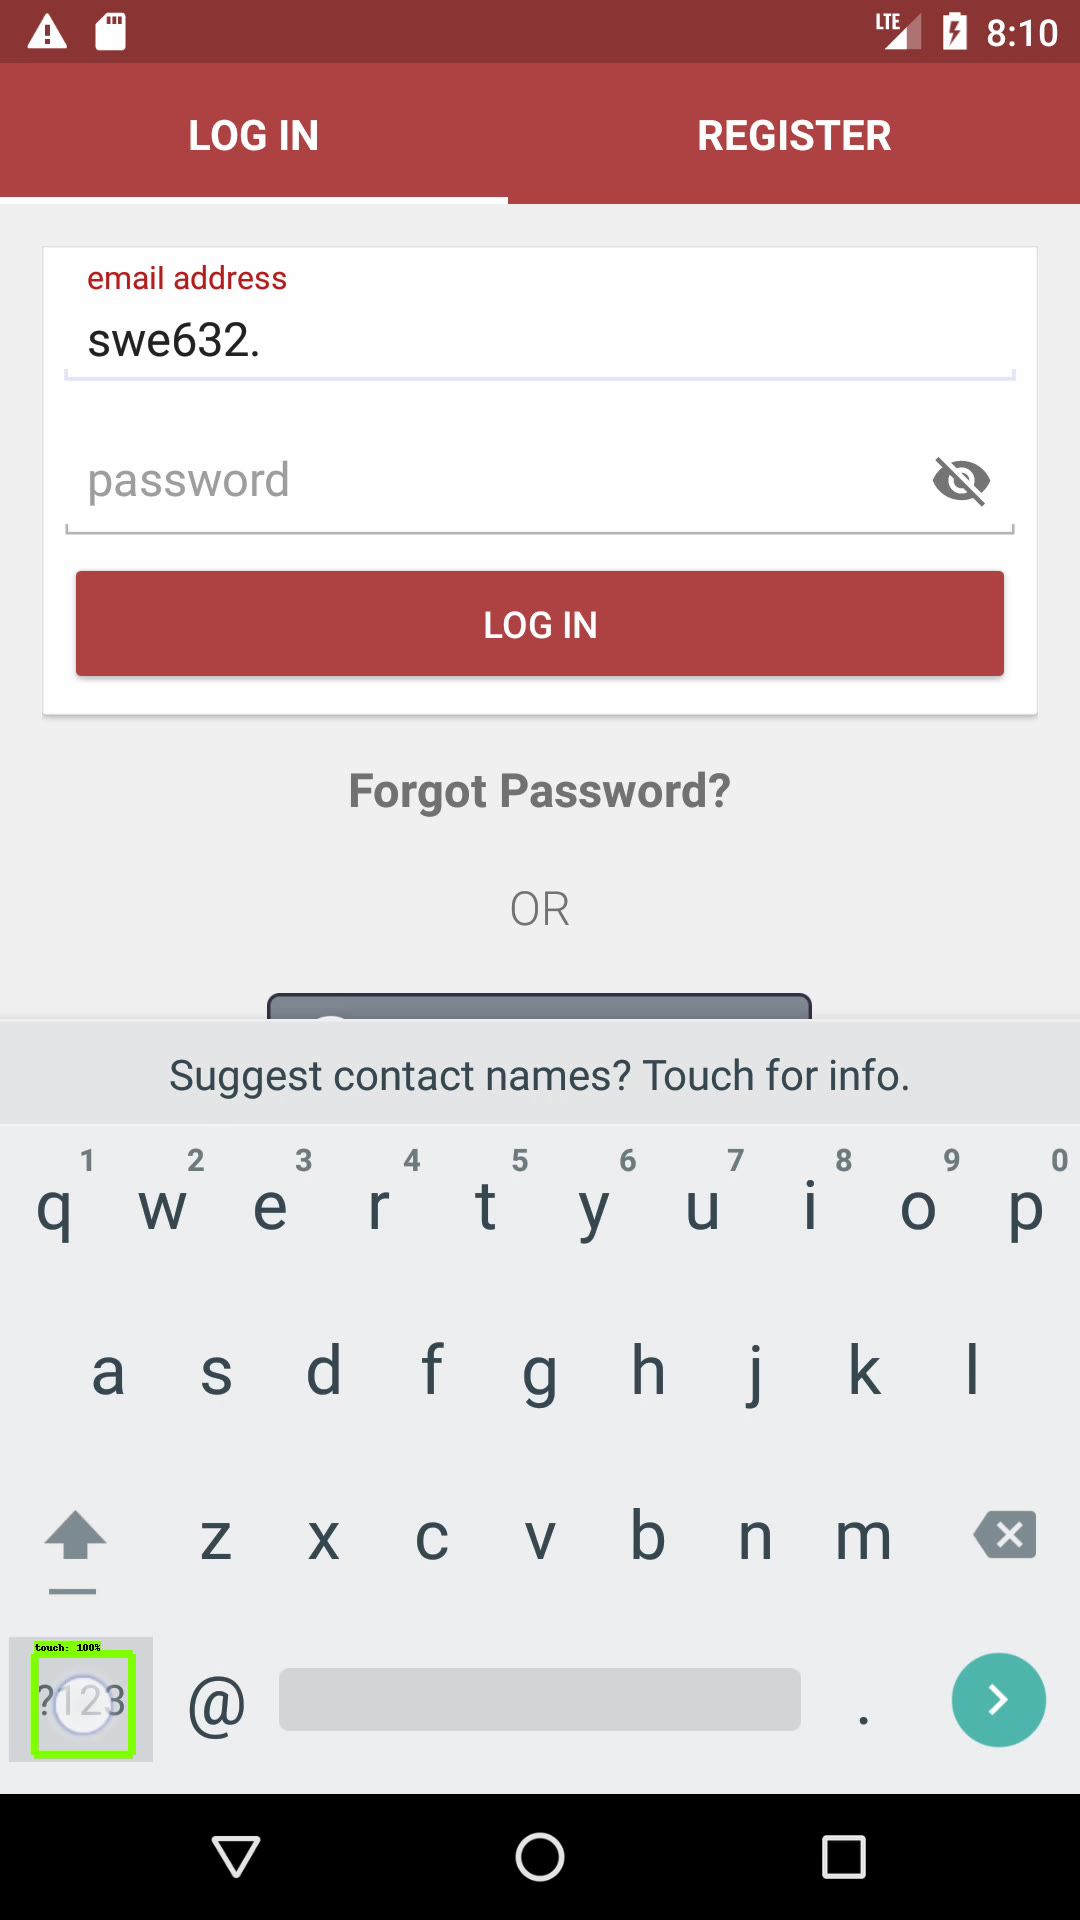 LTE 8:10
LOG IN REGISTER
email address
swe632.
password
LOG IN
Forgot Password?
OR
Suggest contact names? Touch for info.
1 2 3 4 5 6 7 8 9 0
q w e r t y u i o p
a s d f g h j k l
z x c v b n m
touch: 100%
?123 @ .